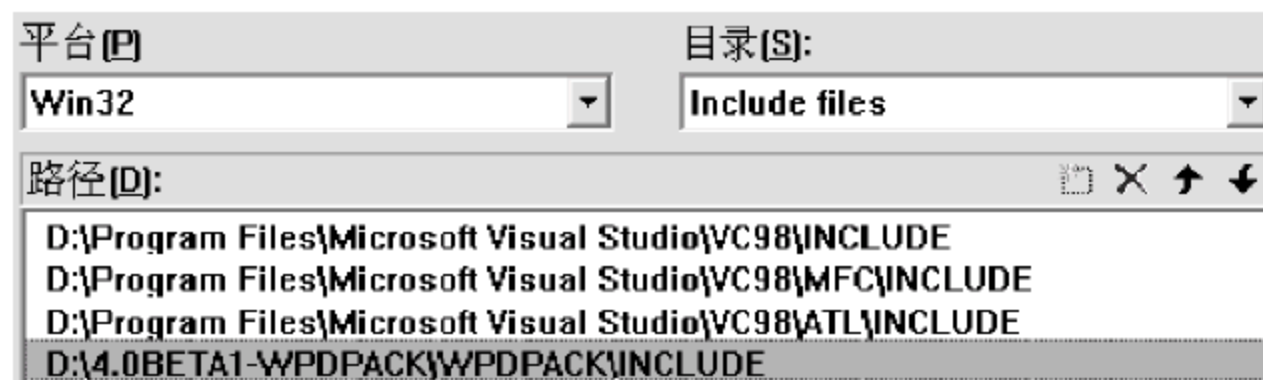 平台(P) 目录(S):
Win32 Include files
路径(D):
D:\Program Files\Microsoft Visual Studio\VC98\INCLUDE
D:\Program Files\Microsoft Visual Studio\VC98\MFC\INCLUDE
D:\Program Files\Microsoft Visual Studio\VC98\ATL\INCLUDE
D:\4.0BETA1-WPDPACK\WPDPACK\INCLUDE